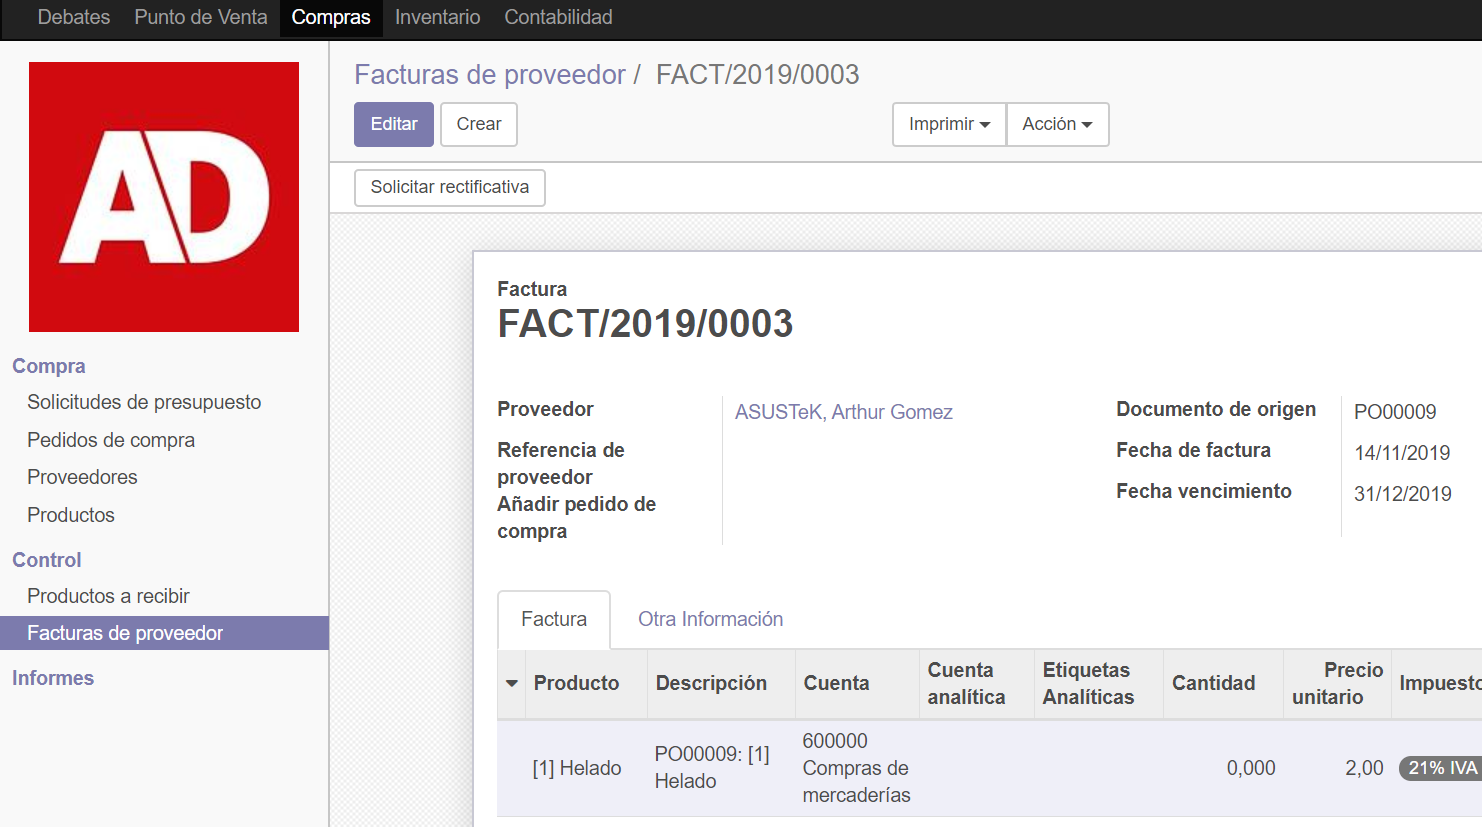 Debates Punto de Venta Compras Inventario Contabilidad
AD
Compra
Solicitudes de presupuesto
Pedidos de compra
Proveedores
Productos
Control
Productos a recibir
Facturas de proveedor
Informes
Facturas de proveedor / FACT/2019/0003
Editar Crear Imprimir Acción
Solicitar rectificativa
Factura
FACT/2019/0003
Proveedor ASUSTeK, Arthur Gomez
Referencia de
proveedor
Añadir pedido de
compra
Documento de origen PO00009
Fecha de factura 14/11/2019
Fecha vencimiento 31/12/2019
Factura Otra Información
Producto
Descripción
Cuenta
Cuenta
analítica
Etiquetas
Analíticas
Cantidad
Precio
unitario
Impuesto
[1] Helado
PO00009: [1]
Helado
600000
Compras de
mercaderías
0,000
2,00
21% IVA